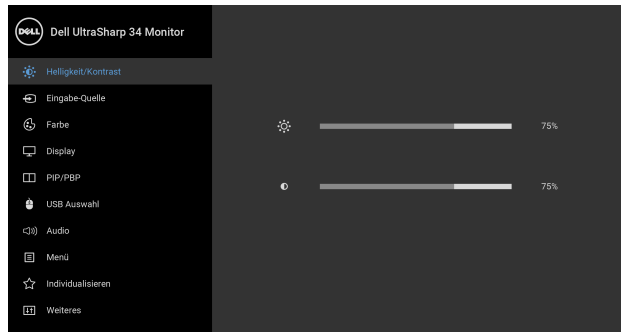 DELL Dell UltraSharp 34 Monitor
Helligkeit/Kontrast
Eingabe-Quelle
Farbe
75%
Display
PIP/PBP
75%
USB Auswahl
Audio
Menü
Individualisieren
Weiteres